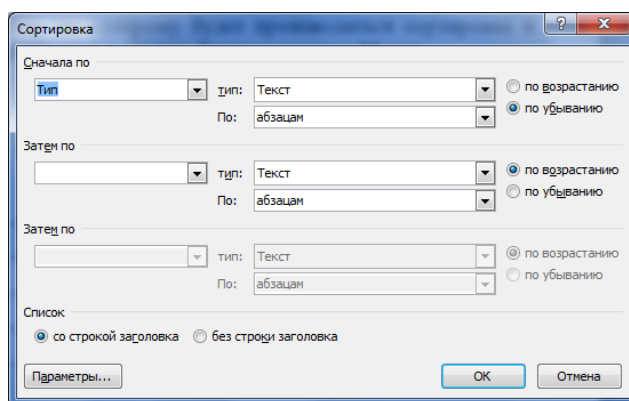 Сортировка
Сначала по
Тип тип: Текст по возрастанию
По: абзацам по убыванию
Затем по
тип: Текст по возрастанию
По: абзацам по убыванию
Затем по
тип: Текст по возрастанию
По: абзацам по убыванию
Список
со строкой заголовка без строки заголовка
Параметры... ОК Отмена